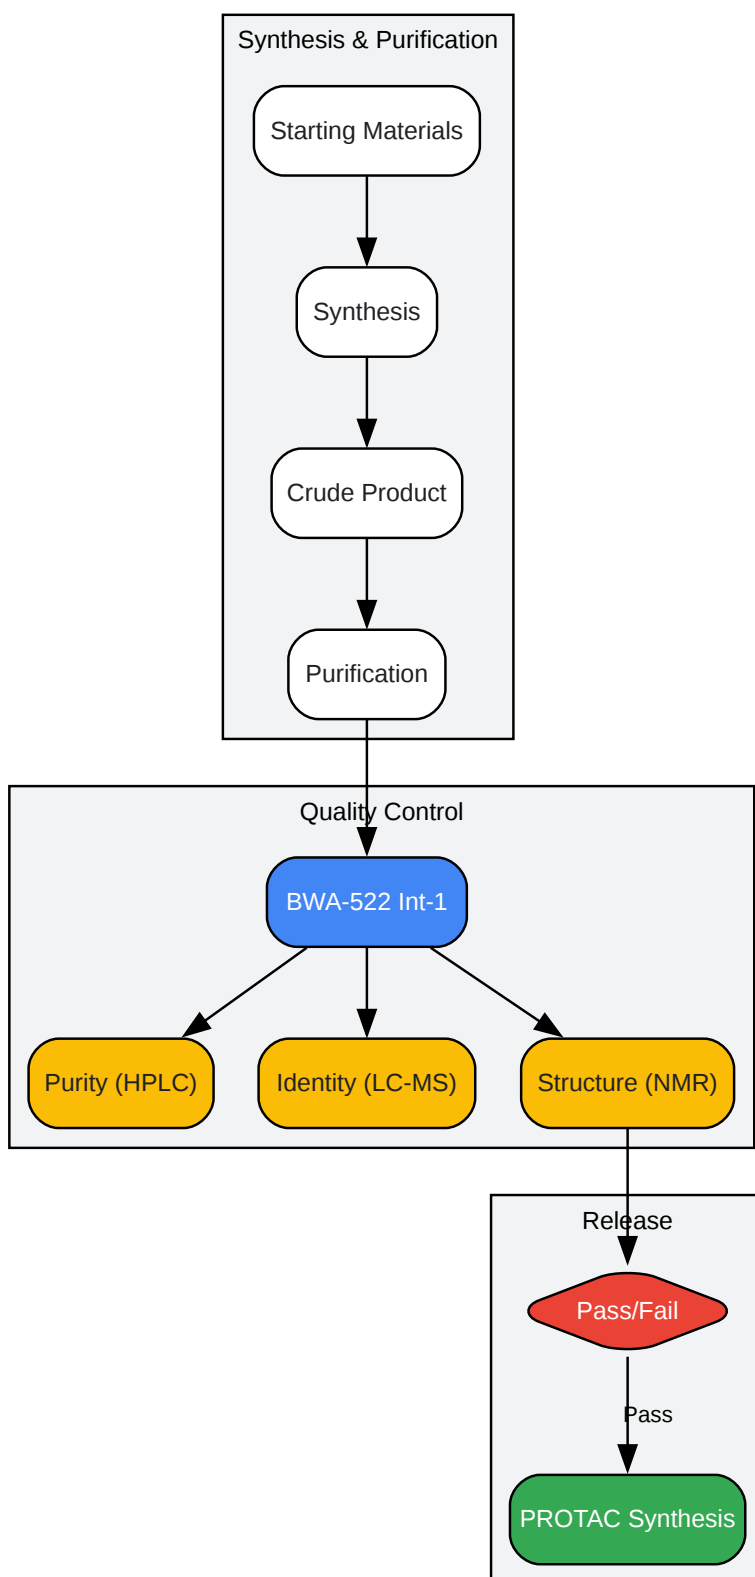 Synthesis & Purification
Starting Materials
Synthesis
Crude Product
Purification
Quality Control
BWA-522 Int-1
Purity (HPLC)
Identity (LC-MS)
Structure (NMR)
Release
Pass/Fail
Pass
PROTAC Synthesis